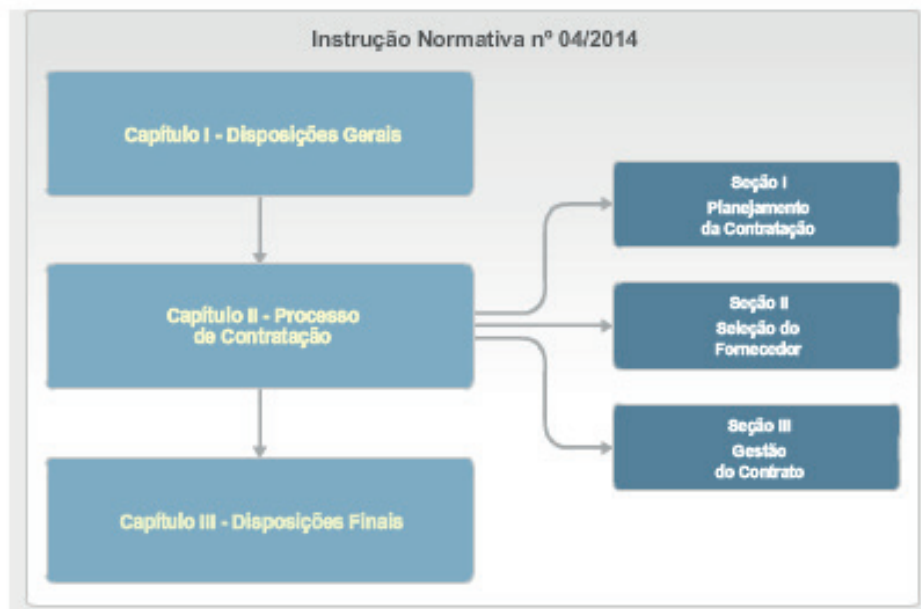 Instrução Normativa nº 04/2014
Capítulo I - Disposições Gerais
Capítulo II - Processo
de Contratação
Capítulo III - Disposições Finais
Seção I
Planejamento
da Contratação
Seção II
Seleção do
Fornecedor
Seção III
Gestão
do Contrato